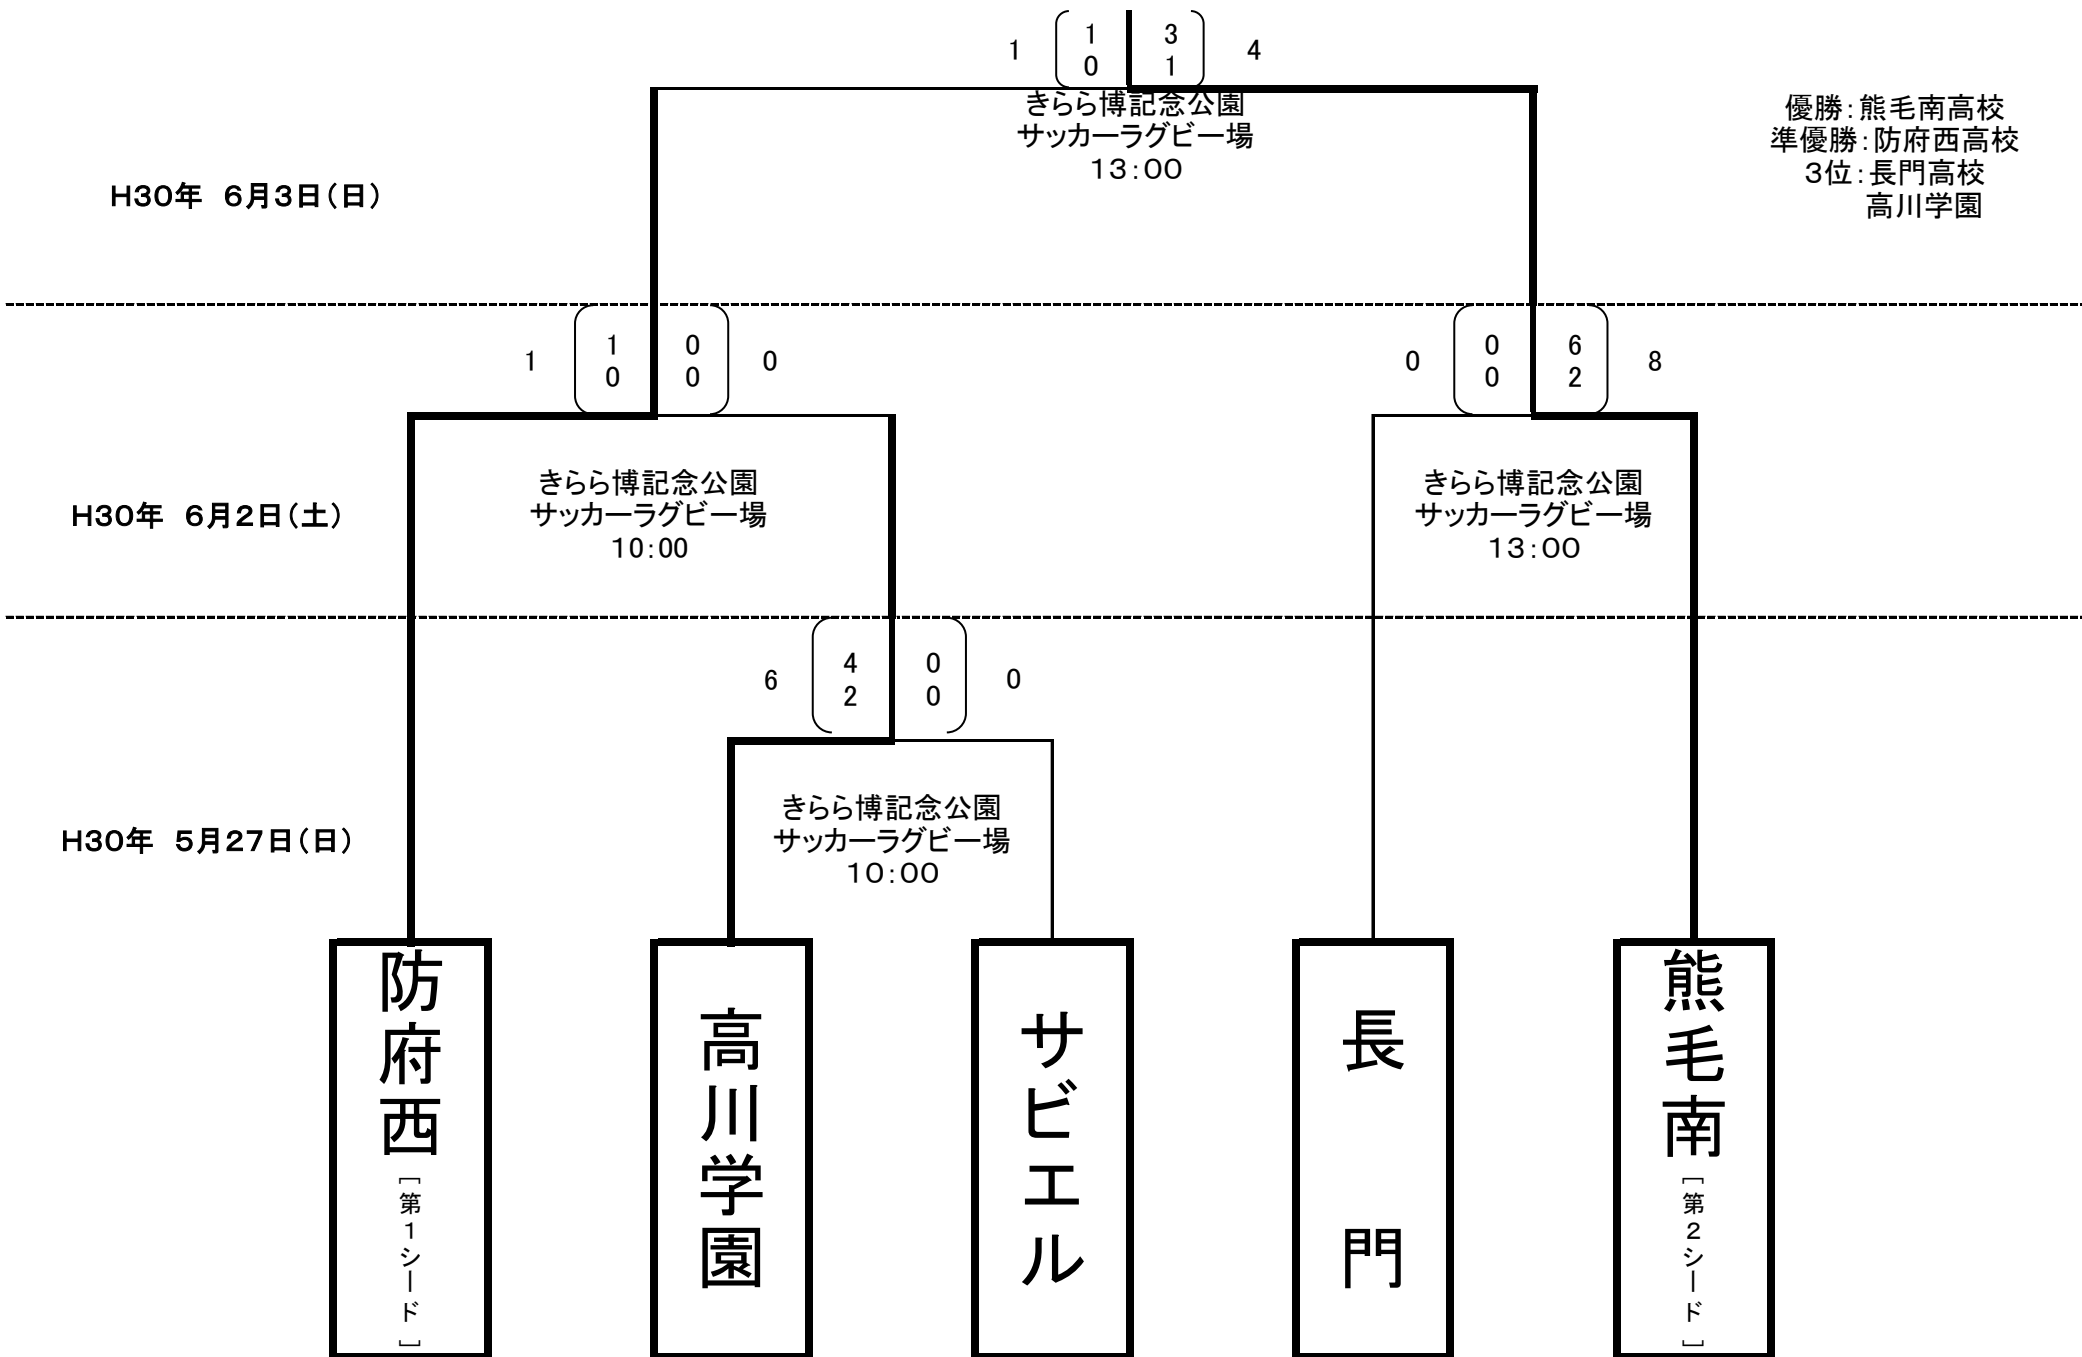 1 1 3 4
0 1
きらら博記念公園
サッカーラグビー場
13:00
優勝:熊毛南高校
準優勝:防府西高校
3位:長門高校
高川学園
H30年 6月3日(日)
1 1 0 0
0 0
0 0 6 8
0 2
きらら博記念公園
サッカーラグビー場
10:00
きらら博記念公園
サッカーラグビー場
13:00
H30年 6月2日(土)
6 4 0 0
2 0
きらら博記念公園
サッカーラグビー場
10:00
H30年 5月27日(日)
防府西
[第1シード]
高川学園
サビエル
長門
熊毛南
[第2シード]